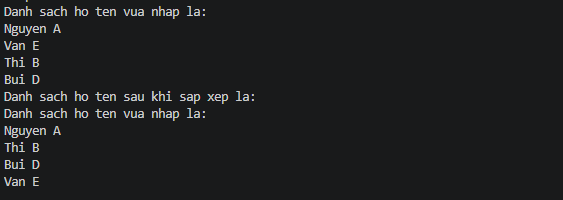 Danh sach ho ten vua nhap la:
Nguyen A
Van E
Thi B
Bui D
Danh sach ho ten sau khi sap xep la:
Danh sach ho ten vua nhap la:
Nguyen A
Thi B
Bui D
Van E